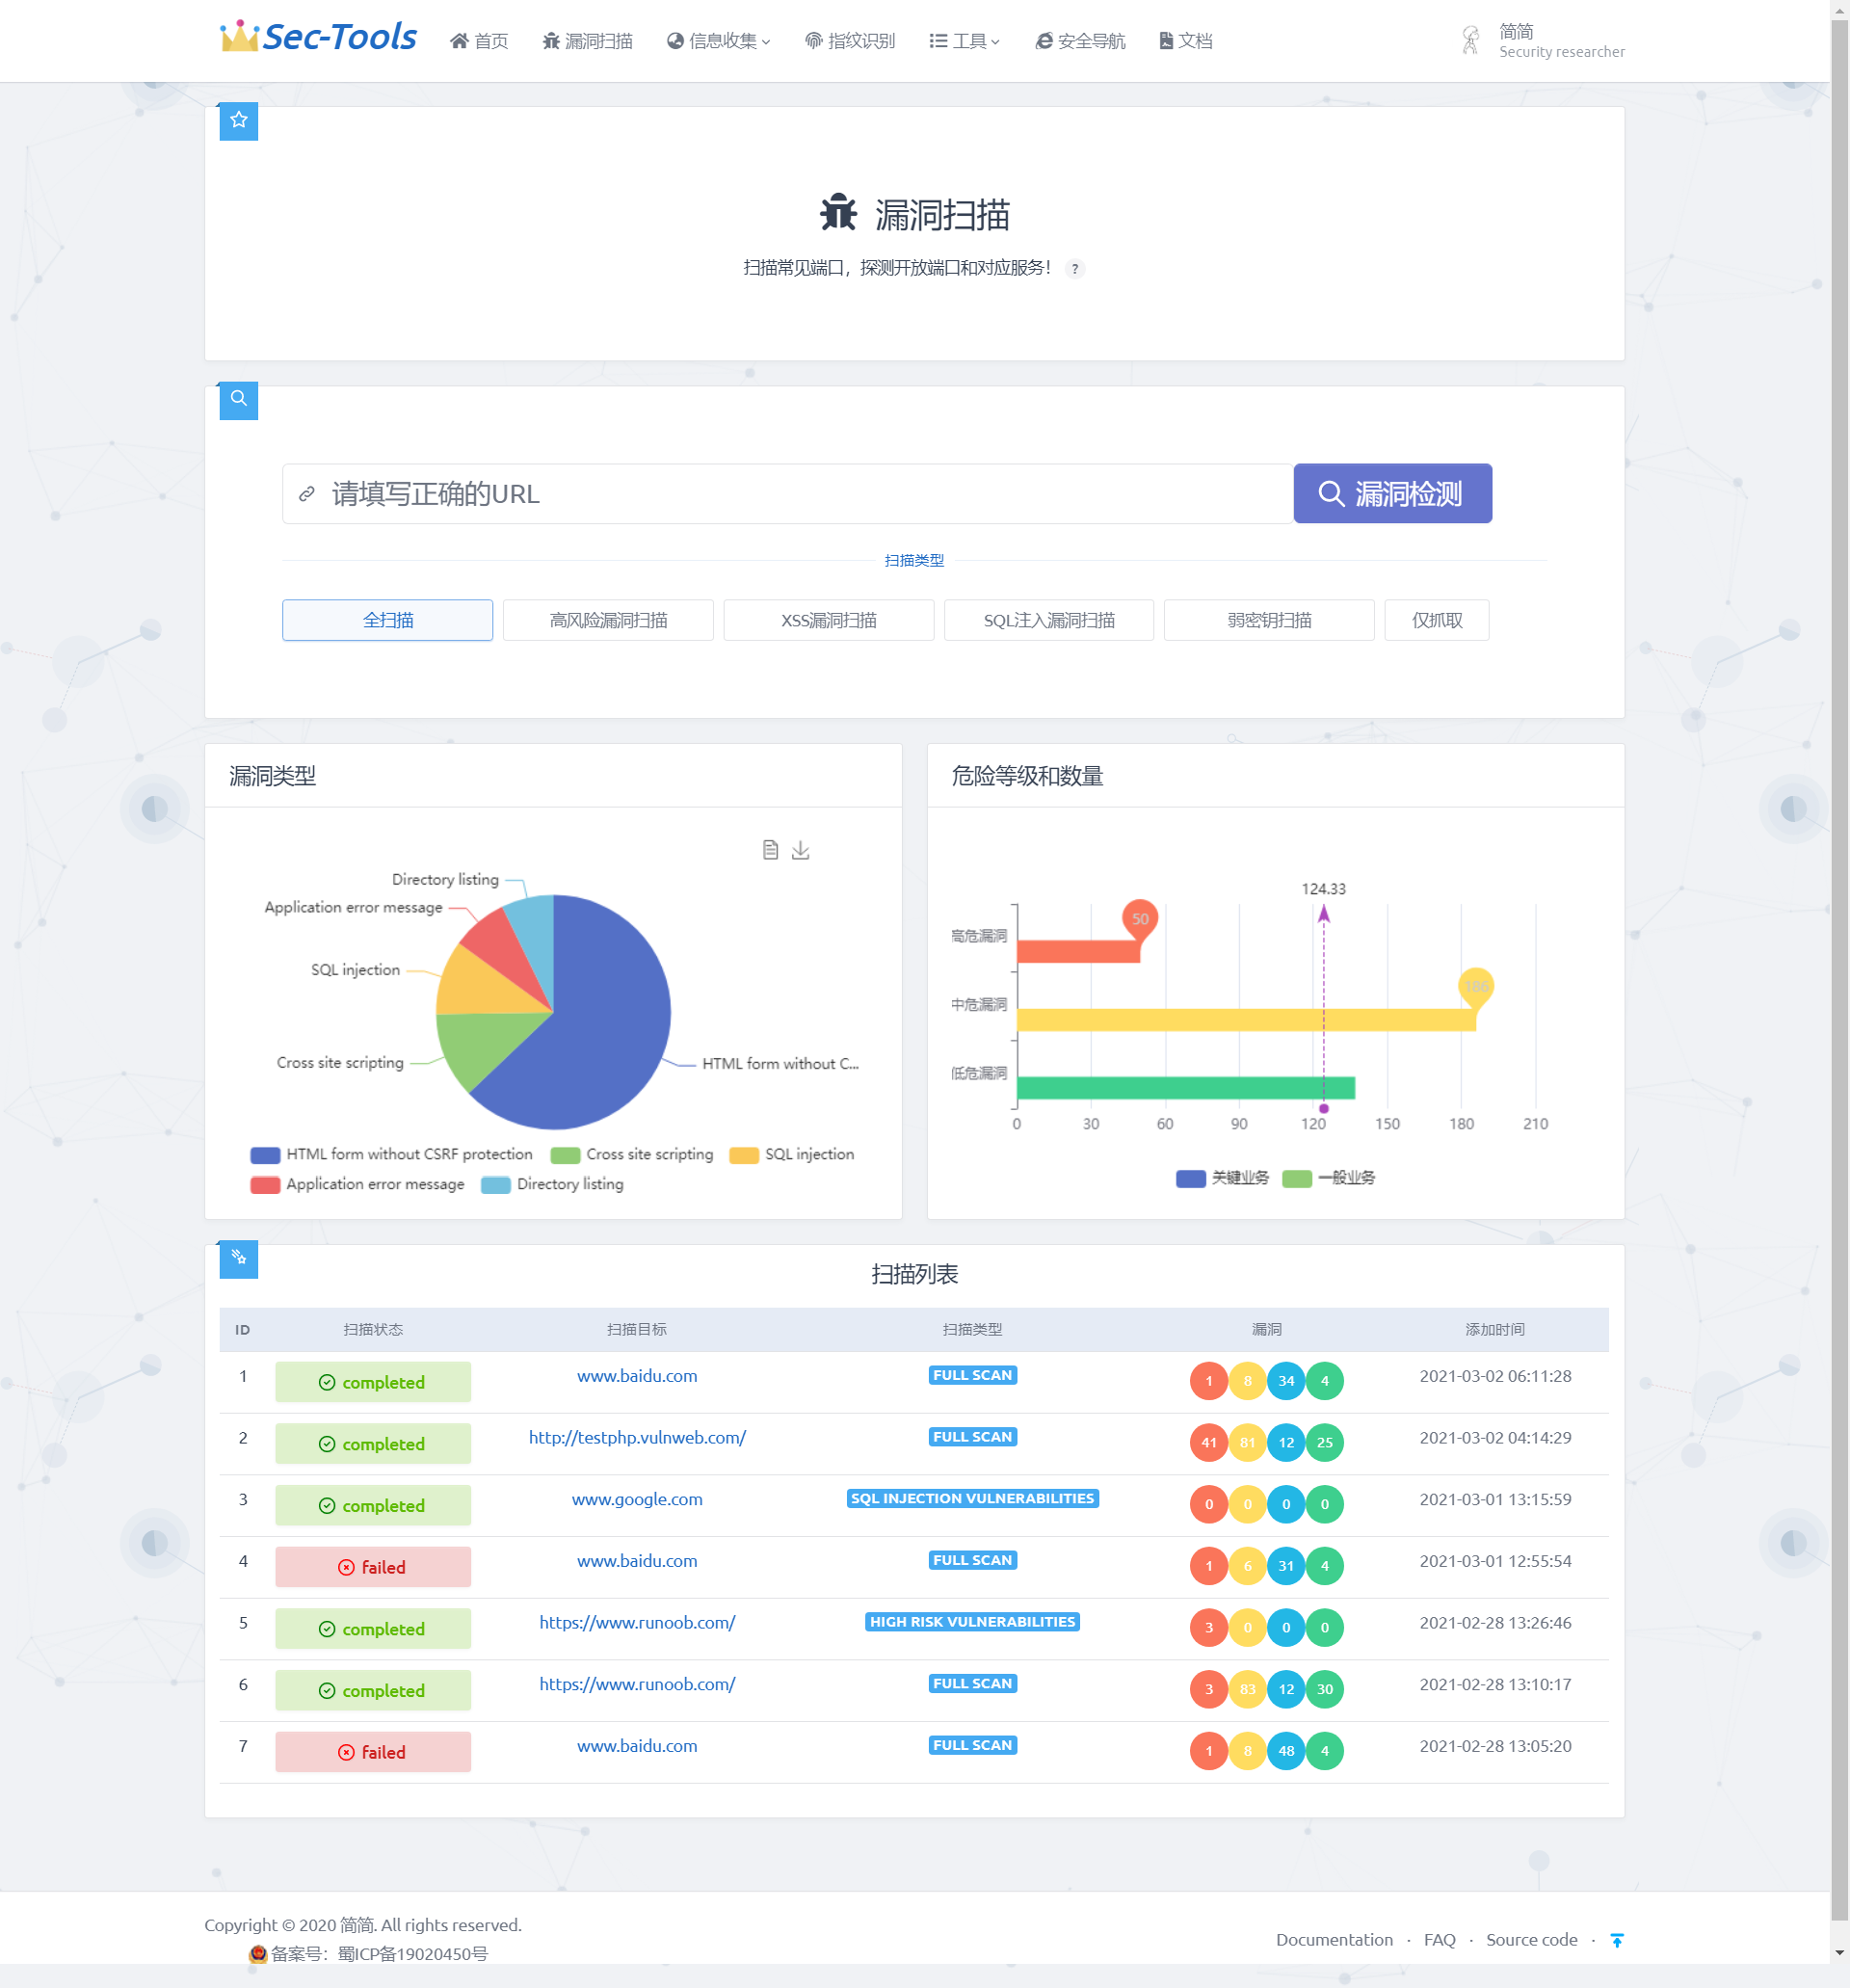 Sec-Tools 首页 漏洞扫描 信息收集 指纹识别 工具 安全导航 文档
简简
Security researcher
漏洞扫描
扫描常见端口，探测开放端口和对应服务！ ?
请填写正确的URL 漏洞检测
扫描类型
全扫描 高风险漏洞扫描 XSS漏洞扫描 SQL注入漏洞扫描 弱密钥扫描 仅抓取
漏洞类型
Directory listing
Application error message
SQL injection
Cross site scripting
HTML form without C...
HTML form without CSRF protection Cross site scripting SQL injection
Application error message Directory listing
危险等级和数量
124.33
50
高危漏洞
186
中危漏洞
低危漏洞
0 30 60 90 120 150 180 210
关键业务 一般业务
扫描列表
ID 扫描状态 扫描目标 扫描类型 漏洞 添加时间
1 completed www.baidu.com FULL SCAN 1 8 34 4 2021-03-02 06:11:28
2 completed http://testphp.vulnweb.com/ FULL SCAN 41 81 12 25 2021-03-02 04:14:29
3 completed www.google.com SQL INJECTION VULNERABILITIES 0 0 0 0 2021-03-01 13:15:59
4 failed www.baidu.com FULL SCAN 1 6 31 4 2021-03-01 12:55:54
5 completed https://www.runoob.com/ HIGH RISK VULNERABILITIES 3 0 0 0 2021-02-28 13:26:46
6 completed https://www.runoob.com/ FULL SCAN 3 83 12 30 2021-02-28 13:10:17
7 failed www.baidu.com FULL SCAN 1 8 48 4 2021-02-28 13:05:20
Copyright © 2020 简简. All rights reserved.
备案号：蜀ICP备19020450号
Documentation · FAQ · Source code ·